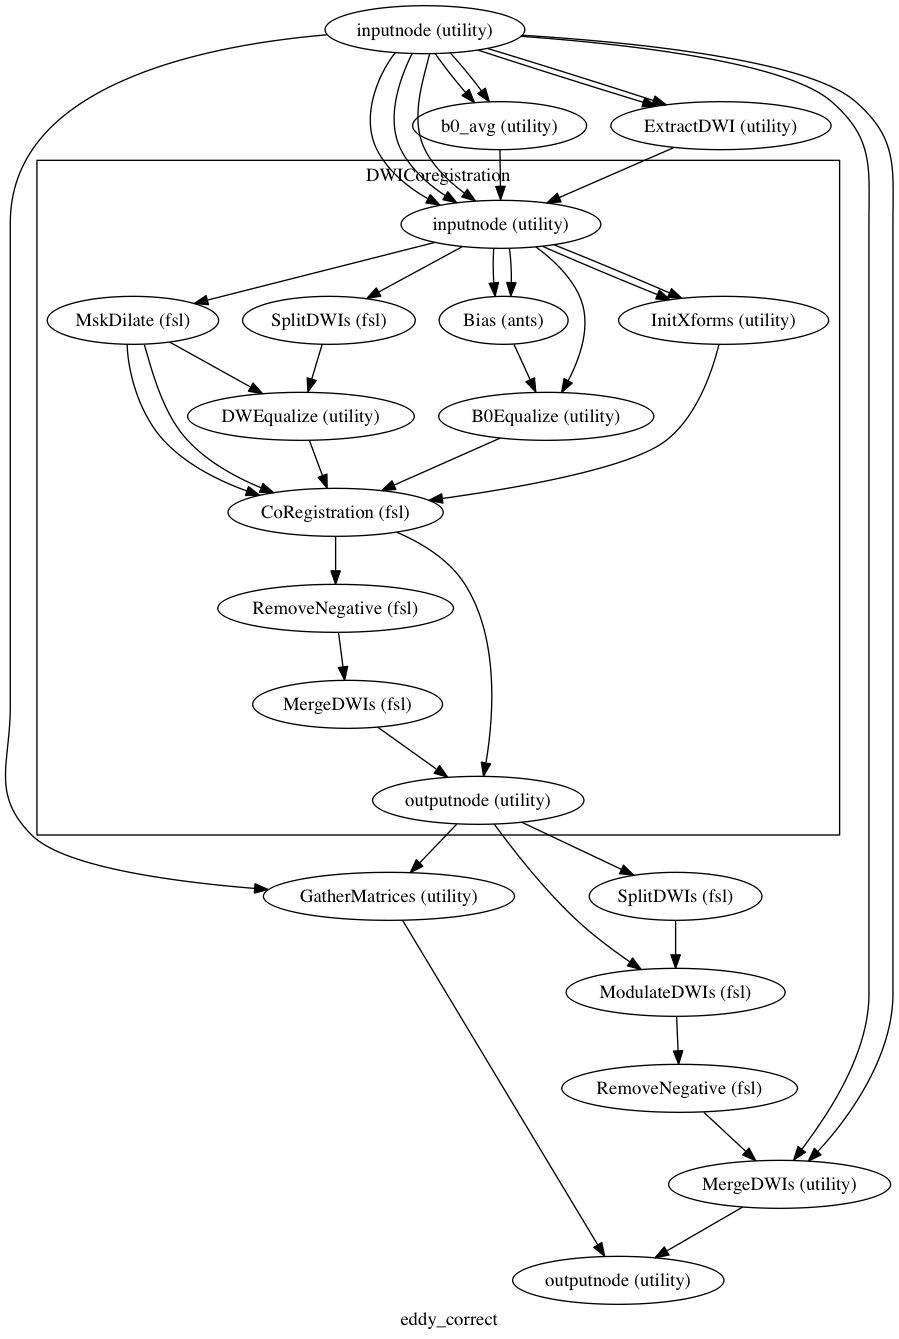 inputnode (utility)
b0_avg (utility)
ExtractDWI (utility)
DWICoregistration
inputnode (utility)
MskDilate (fsl)
SplitDWIs (fsl)
Bias (ants)
InitXforms (utility)
DWEqualize (utility)
B0Equalize (utility)
CoRegistration (fsl)
RemoveNegative (fsl)
MergeDWIs (fsl)
outputnode (utility)
GatherMatrices (utility)
SplitDWIs (fsl)
ModulateDWIs (fsl)
RemoveNegative (fsl)
MergeDWIs (utility)
outputnode (utility)
eddy_correct